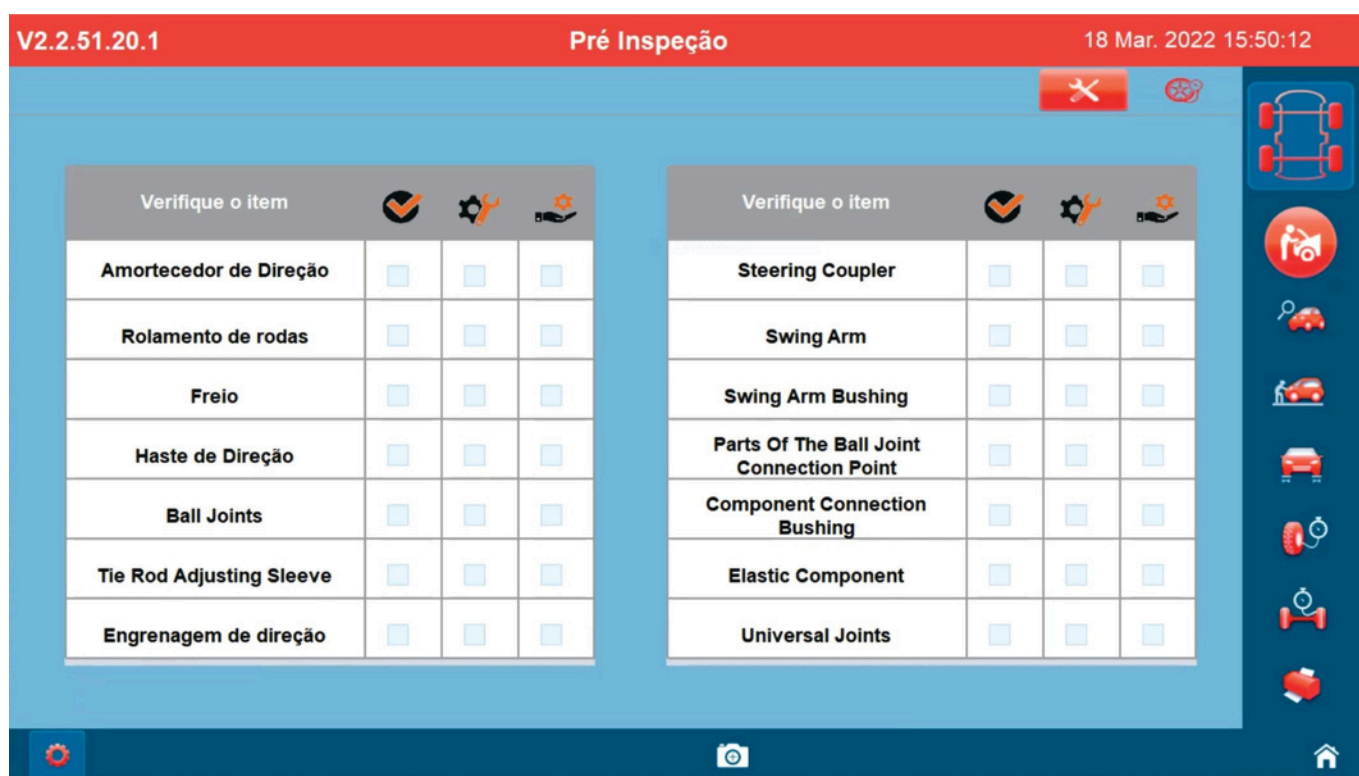 V2.2.51.20.1
Pré Inspeção
18 Mar. 2022 15:50:12
Verifique o item
Amortecedor de Direção
Rolamento de rodas
Freio
Haste de Direção
Ball Joints
Tie Rod Adjusting Sleeve
Engrenagem de direção
Verifique o item
Steering Coupler
Swing Arm
Swing Arm Bushing
Parts Of The Ball Joint
Connection Point
Component Connection
Bushing
Elastic Component
Universal Joints